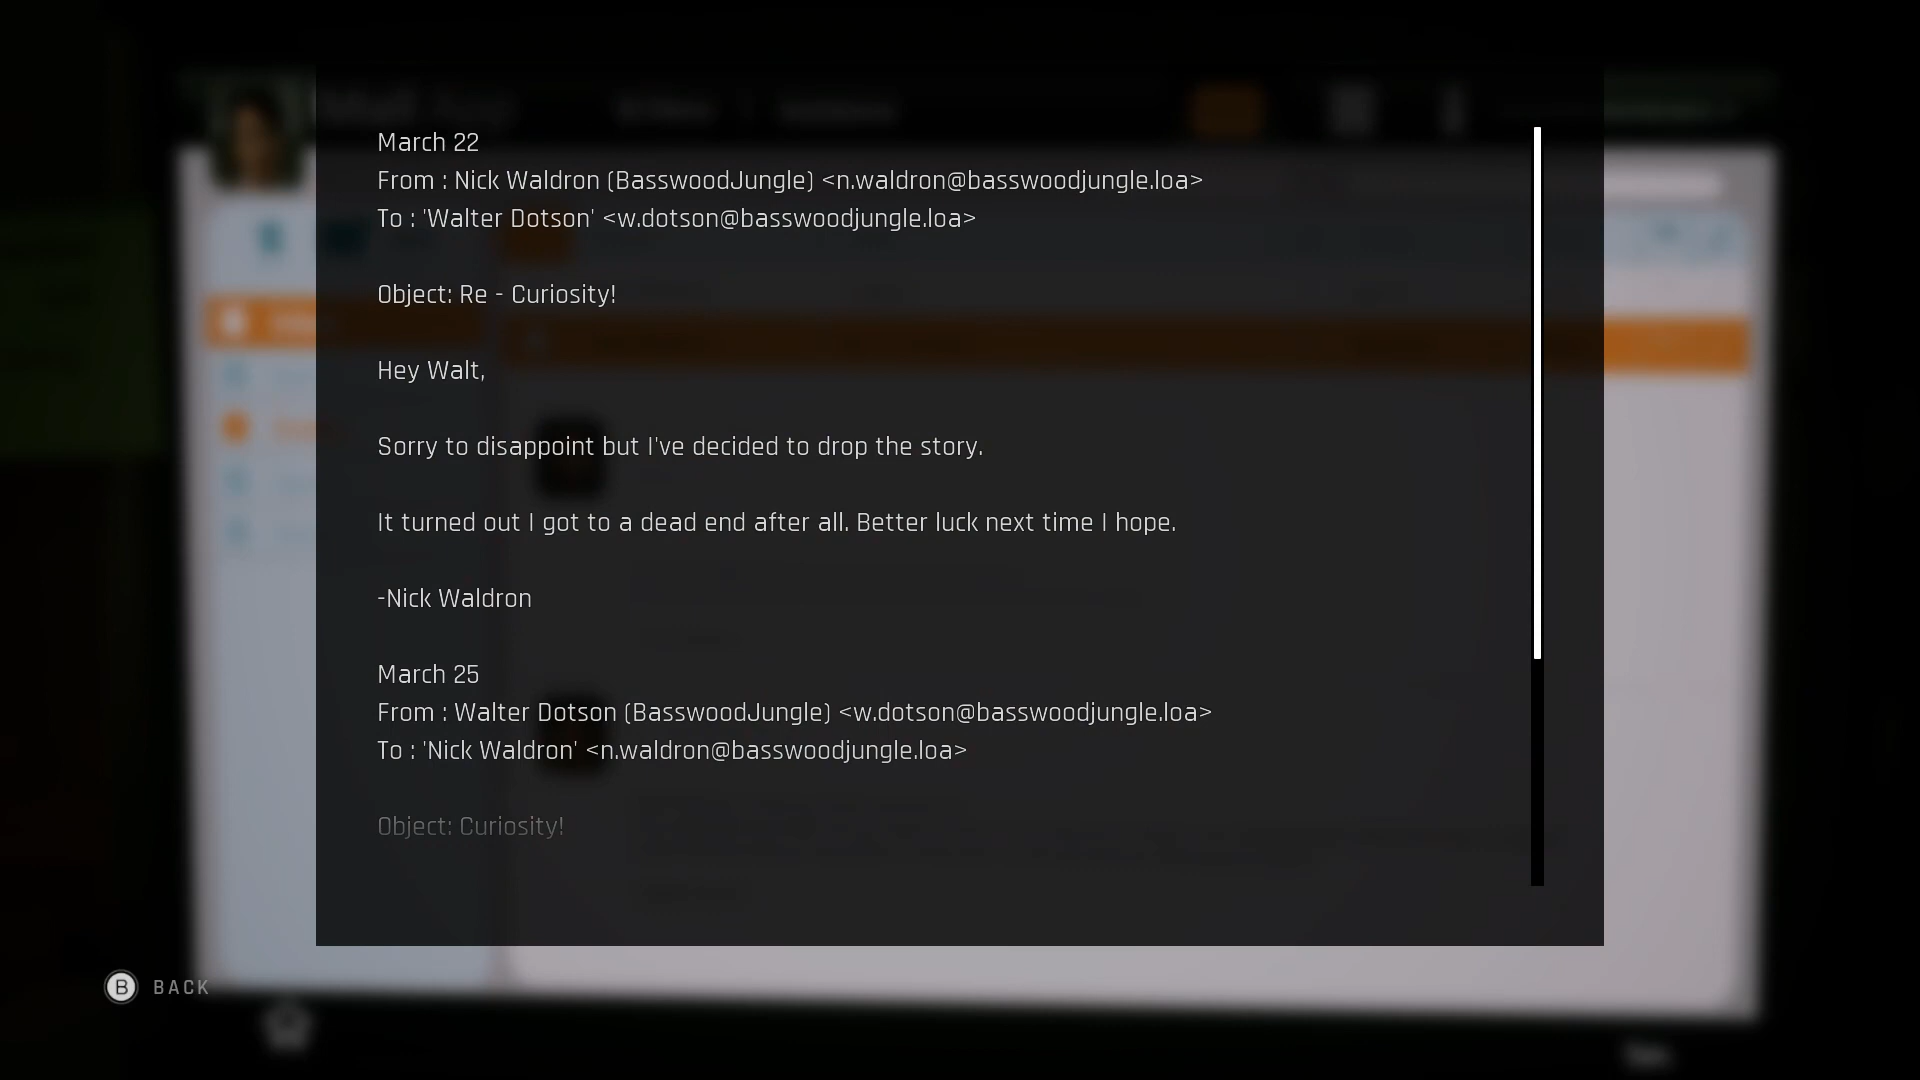 March 22
From : Nick Waldron (BasswoodJungle) <n.waldron@basswoodjungle.loa>
To : 'Walter Dotson' <w.dotson@basswoodjungle.loa>
Object: Re - Curiosity!
Hey Walt,
Sorry to disappoint but I've decided to drop the story.
It turned out I got to a dead end after all. Better luck next time I hope.
-Nick Waldron
March 25
From : Walter Dotson (BasswoodJungle) <w.dotson@basswoodjungle.loa>
To : 'Nick Waldron' <n.waldron@basswoodjungle.loa>
Object: Curiosity!
B BACK